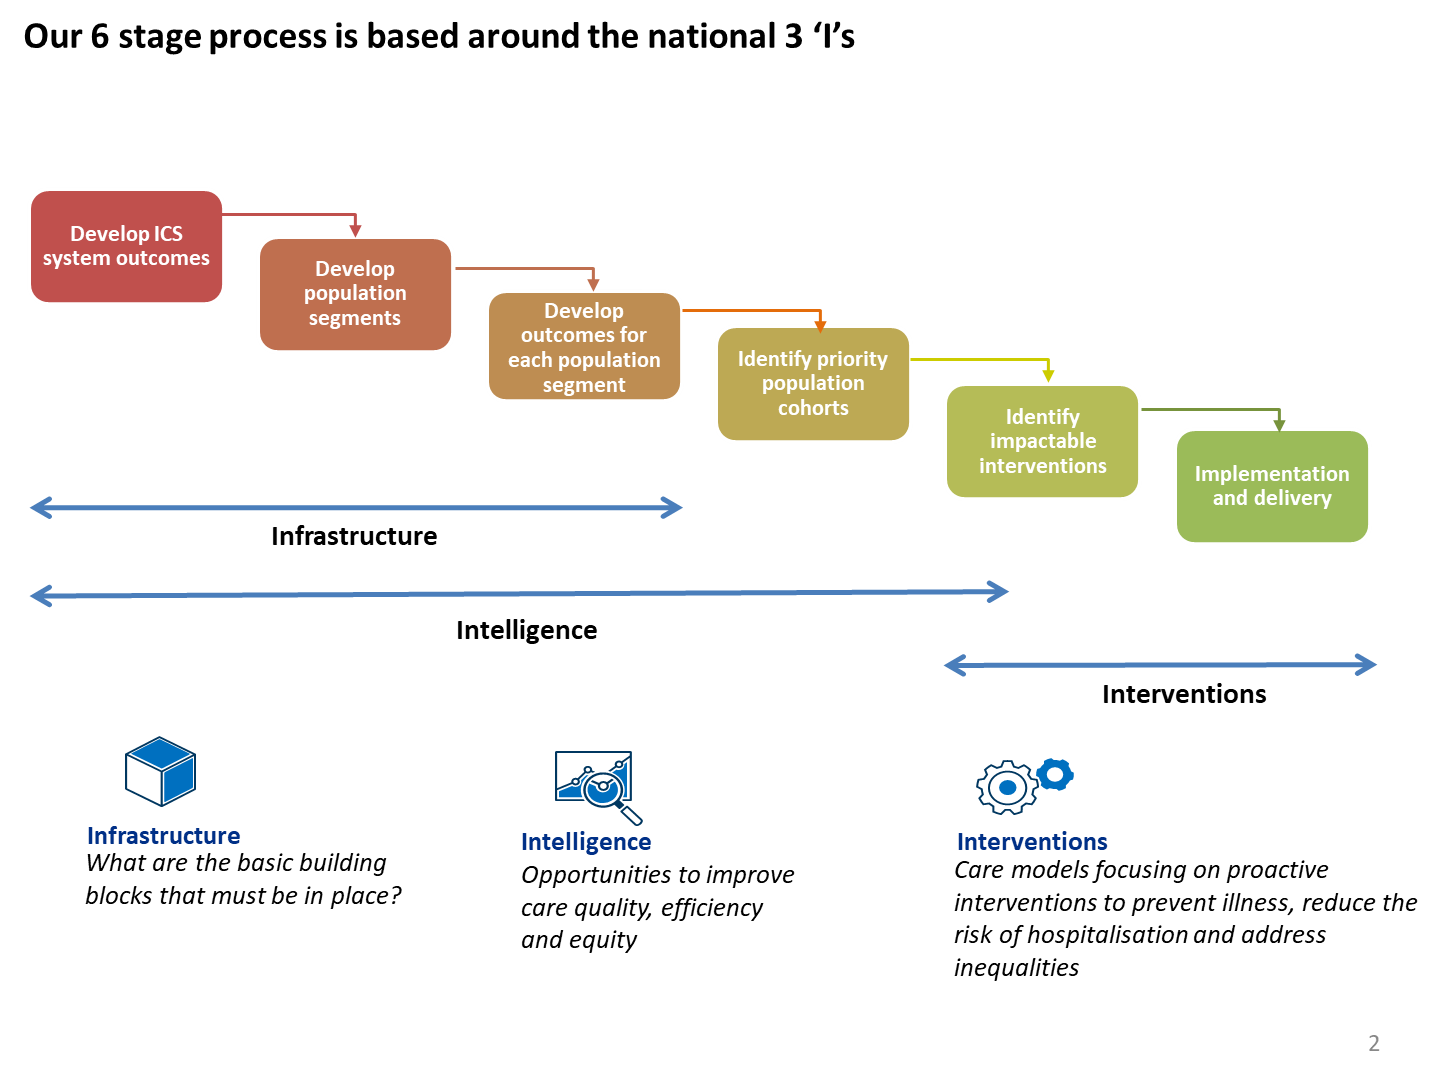 Our 6 stage process is based around the national 3 ‘I’s
Develop ICS
system outcomes
Develop
population
segments
Develop
outcomes for
each population
segment
Identify priority
population
cohorts
Identify
impactable
interventions
Implementation
and delivery
Infrastructure
Intelligence
Interventions
Infrastructure
What are the basic building
blocks that must be in place?
Intelligence
Opportunities to improve
care quality, efficiency
and equity
Interventions
Care models focusing on proactive
interventions to prevent illness, reduce the
risk of hospitalisation and address
inequalities
2